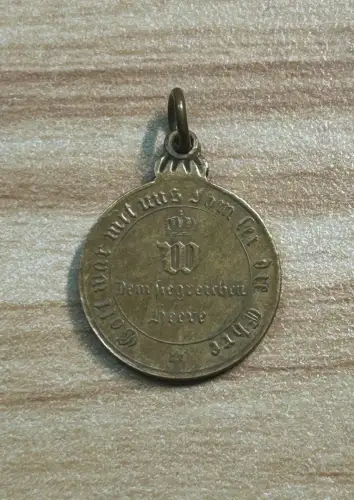 Gott war mit uns Ihm sei die Ehre
W
Dem siegreichen
Heere